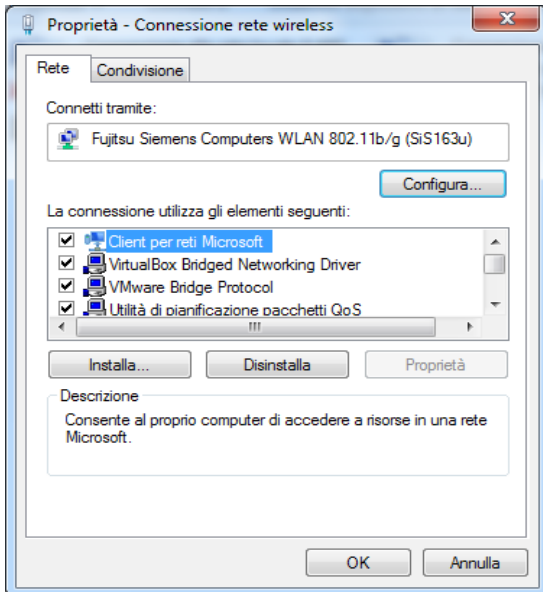 Proprietà - Connessione rete wireless
Rete
Condivisione
Connetti tramite:
Fujitsu Siemens Computers WLAN 802.11b/g (SiS163u)
Configura...
La connessione utilizza gli elementi seguenti:
Client per reti Microsoft
VirtualBox Bridged Networking Driver
VMware Bridge Protocol
Utilità di pianificazione pacchetti QoS
Installa...
Disinstalla
Proprietà
Descrizione
Consente al proprio computer di accedere a risorse in una rete
Microsoft.
OK
Annulla